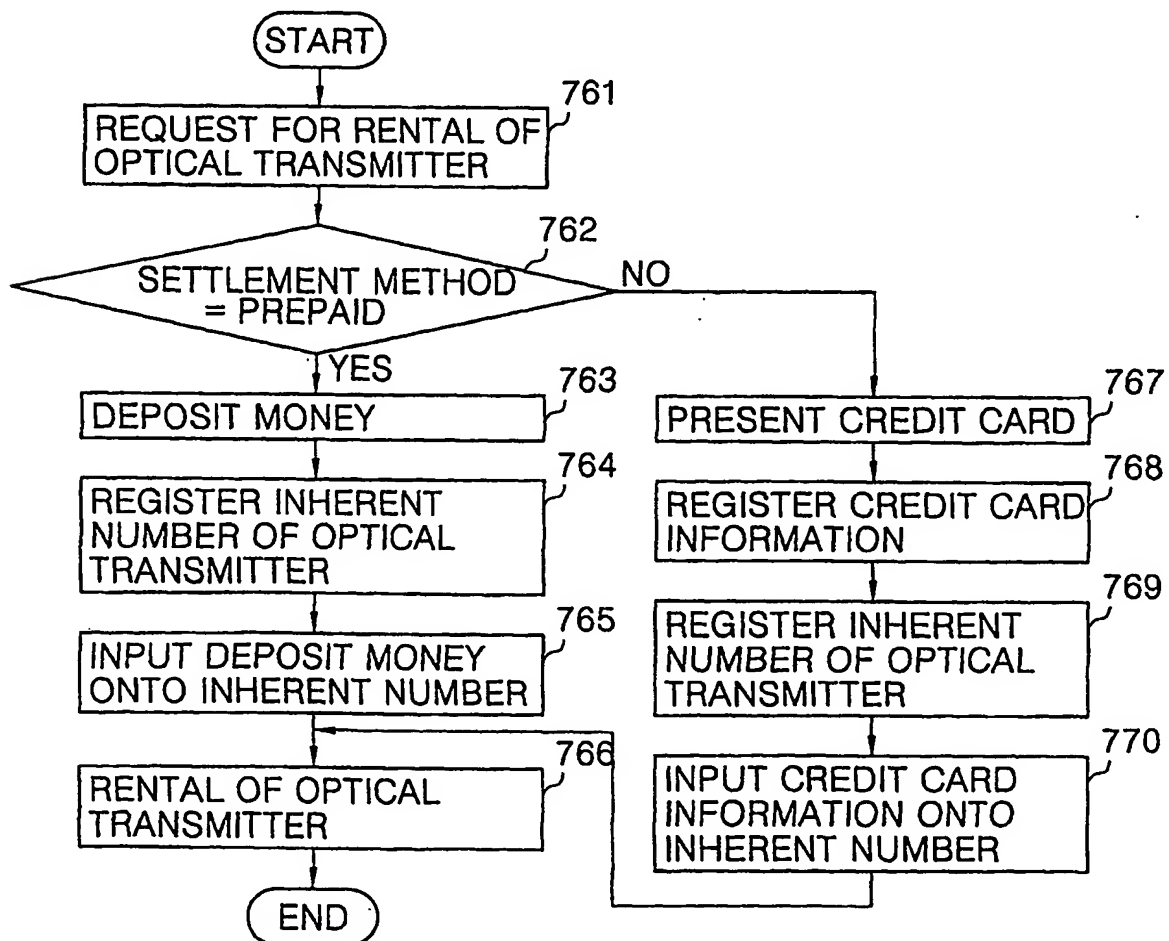 START
761
REQUEST FOR RENTAL OF
OPTICAL TRANSMITTER
762
SETTLEMENT METHOD
= PREPAID
NO
YES
763
DEPOSIT MONEY
764
REGISTER INHERENT
NUMBER OF OPTICAL
TRANSMITTER
765
INPUT DEPOSIT MONEY
ONTO INHERENT NUMBER
766
RENTAL OF OPTICAL
TRANSMITTER
END
767
PRESENT CREDIT CARD
768
REGISTER CREDIT CARD
INFORMATION
769
REGISTER INHERENT
NUMBER OF OPTICAL
TRANSMITTER
770
INPUT CREDIT CARD
INFORMATION ONTO
INHERENT NUMBER